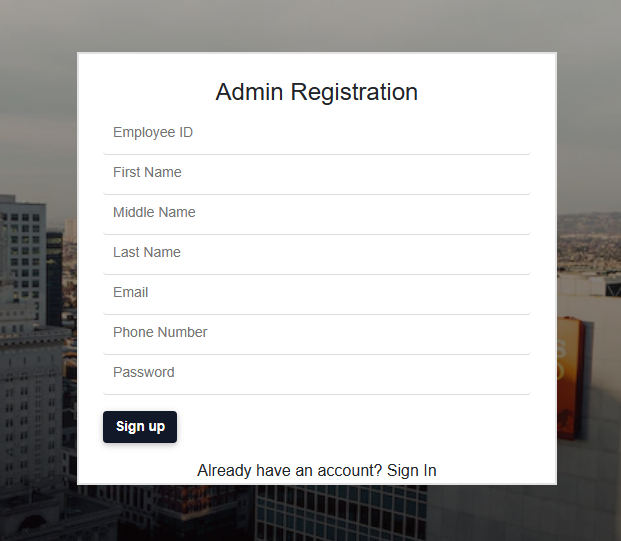 Admin Registration
Employee ID
First Name
Middle Name
Last Name
Email
Phone Number
Password
Sign up
Already have an account? Sign In